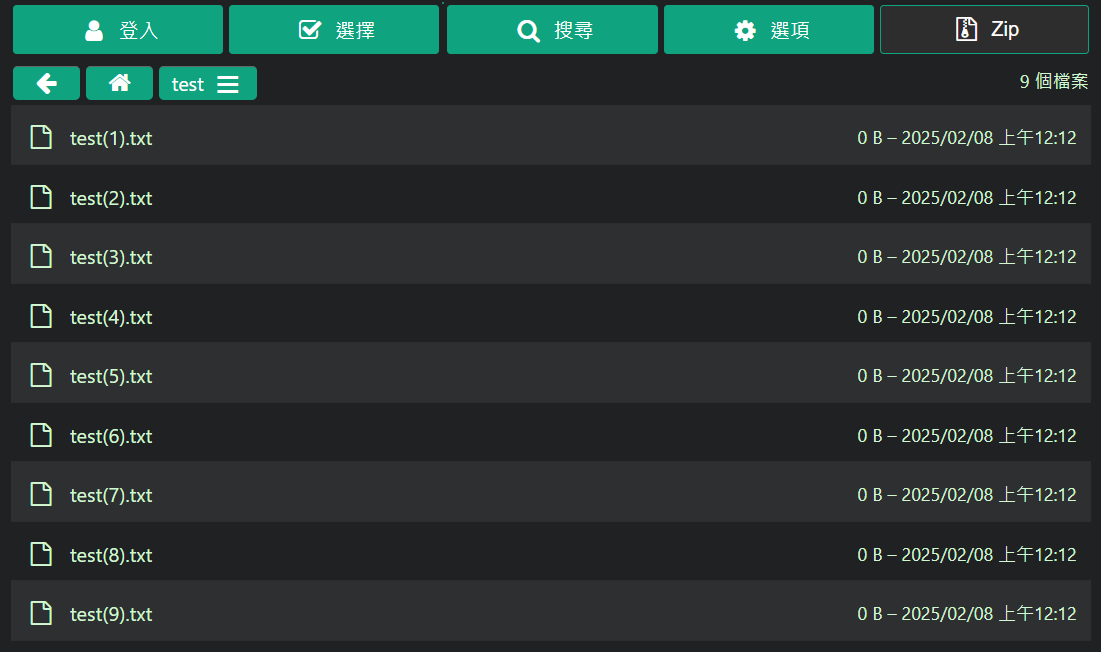 登入 選擇 搜尋 選項 Zip
test 9 個檔案
test(1).txt 0 B – 2025/02/08 上午12:12
test(2).txt 0 B – 2025/02/08 上午12:12
test(3).txt 0 B – 2025/02/08 上午12:12
test(4).txt 0 B – 2025/02/08 上午12:12
test(5).txt 0 B – 2025/02/08 上午12:12
test(6).txt 0 B – 2025/02/08 上午12:12
test(7).txt 0 B – 2025/02/08 上午12:12
test(8).txt 0 B – 2025/02/08 上午12:12
test(9).txt 0 B – 2025/02/08 上午12:12